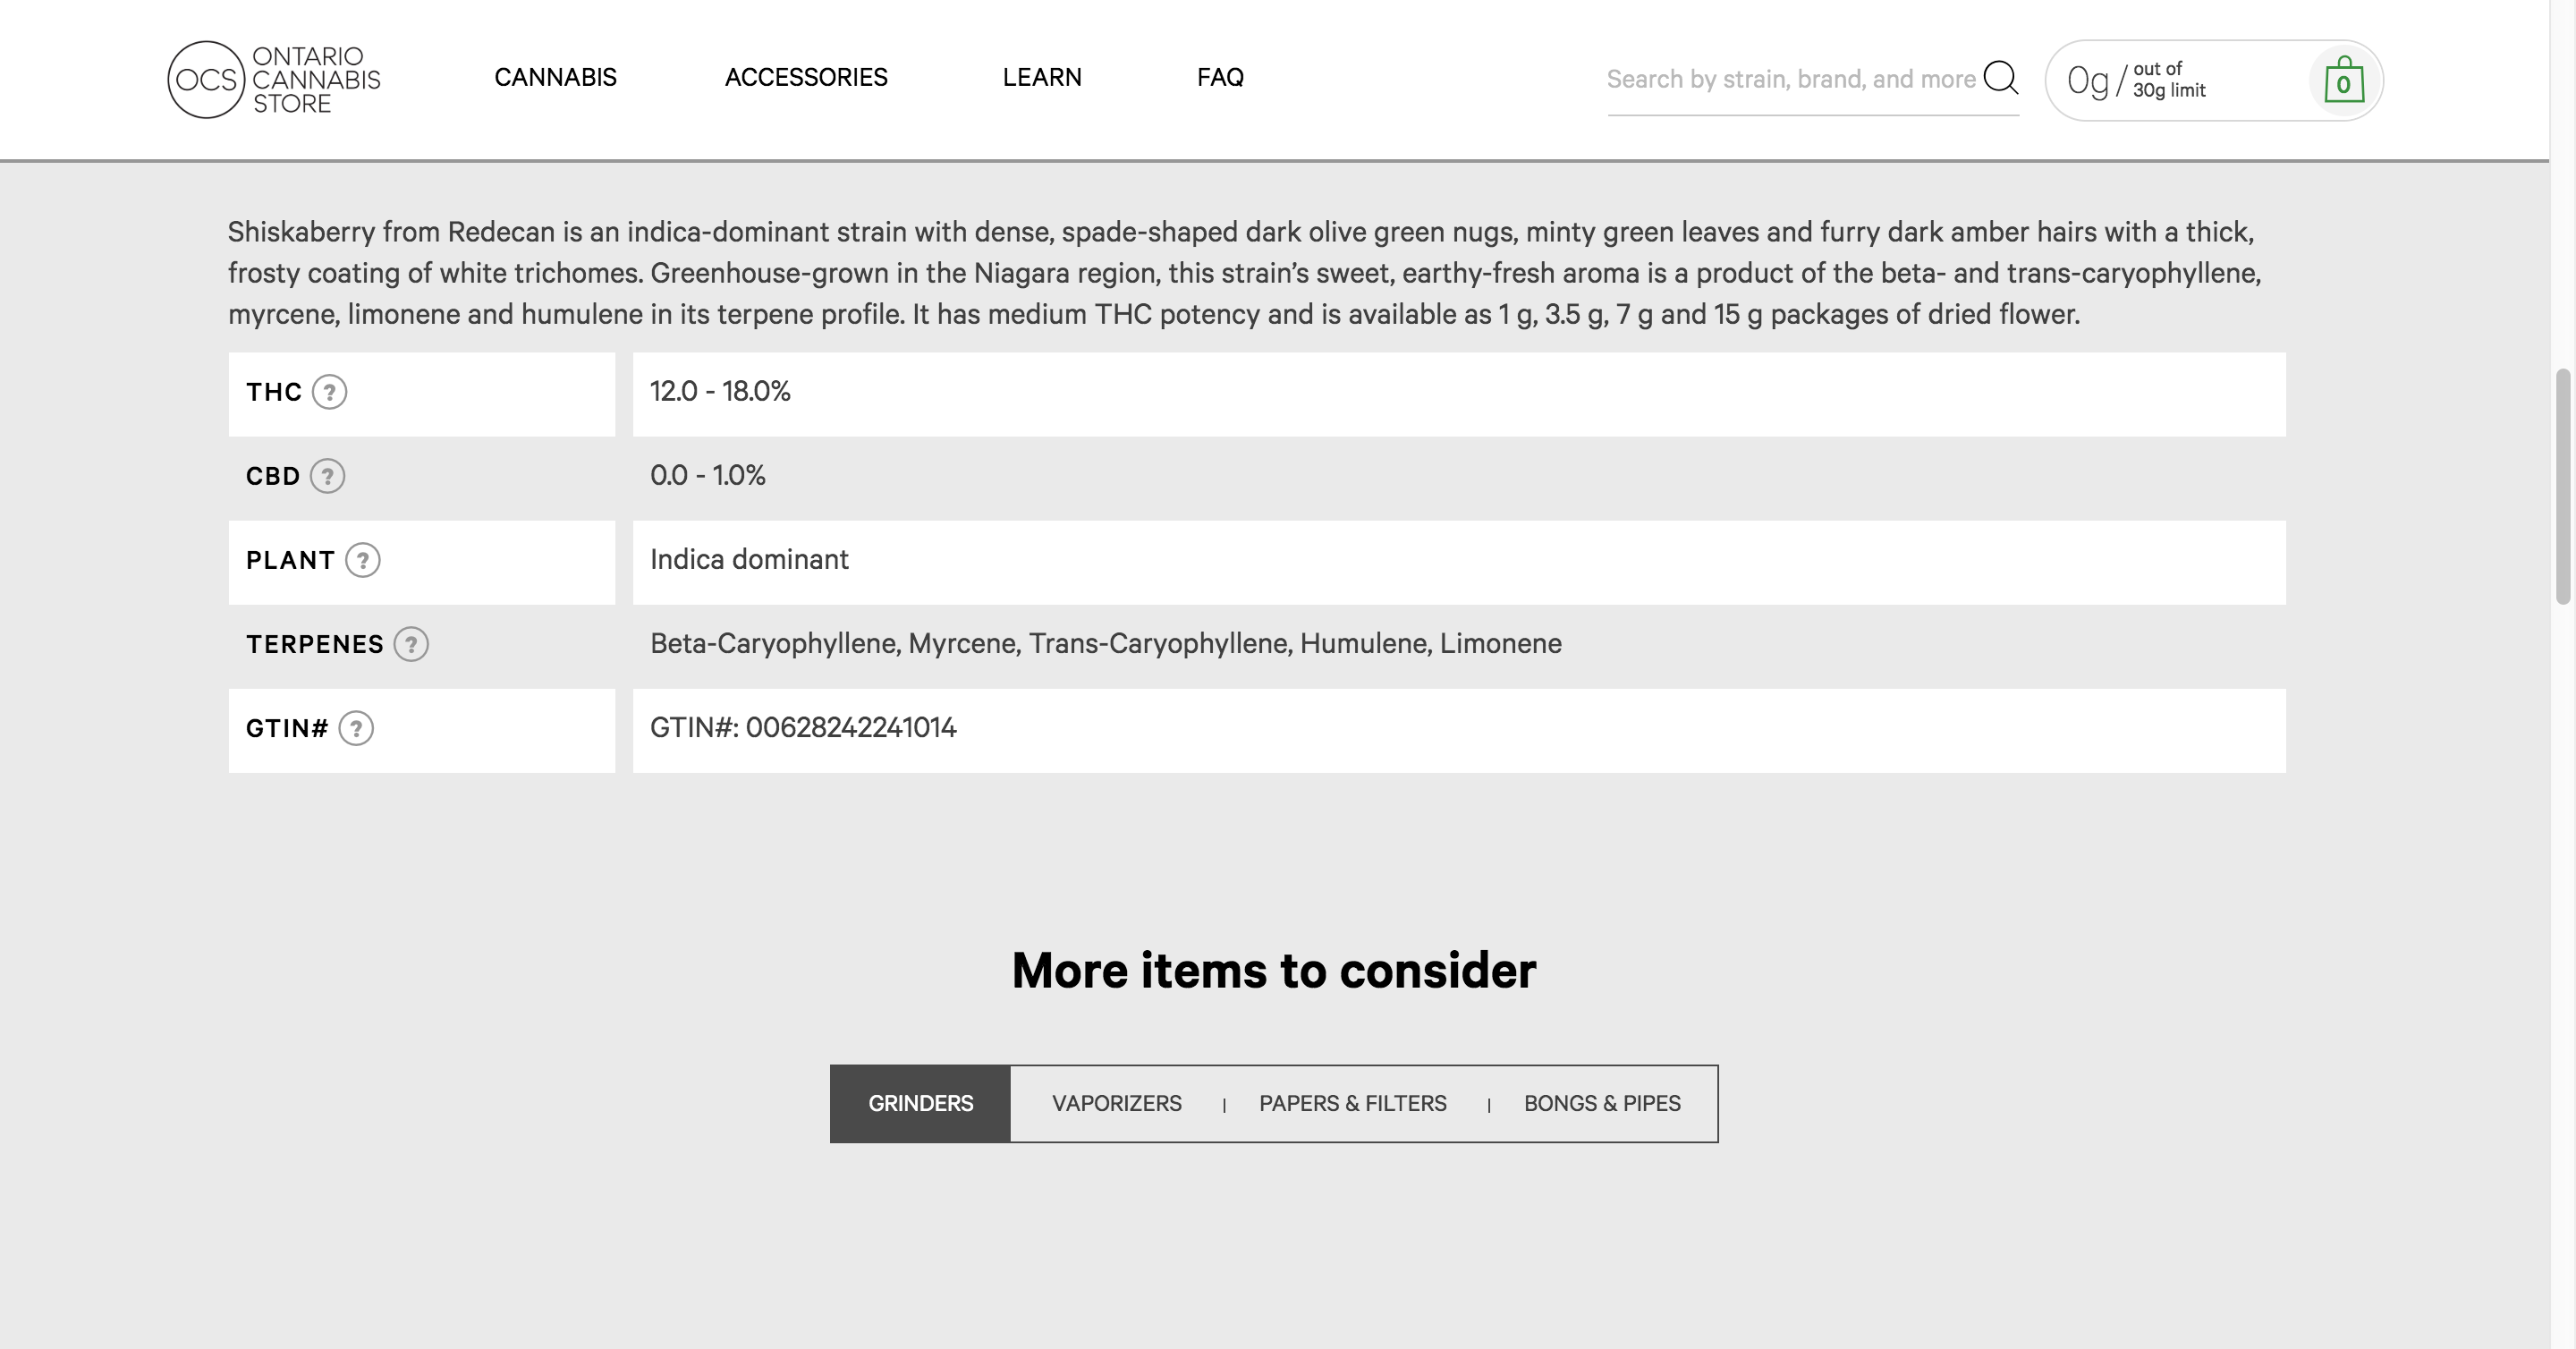 OCS
ONTARIO
CANNABIS
STORE
CANNABIS
ACCESSORIES
LEARN
FAQ
Search by strain, brand, and more
0g / out of
30g limit
0
Shiskaberry from Redecan is an indica-dominant strain with dense, spade-shaped dark olive green nugs, minty green leaves and furry dark amber hairs with a thick,
frosty coating of white trichomes. Greenhouse-grown in the Niagara region, this strain’s sweet, earthy-fresh aroma is a product of the beta- and trans-caryophyllene,
myrcene, limonene and humulene in its terpene profile. It has medium THC potency and is available as 1 g, 3.5 g, 7 g and 15 g packages of dried flower.
THC ? 12.0 - 18.0%
CBD ? 0.0 - 1.0%
PLANT ? Indica dominant
TERPENES ? Beta-Caryophyllene, Myrcene, Trans-Caryophyllene, Humulene, Limonene
GTIN# ? GTIN#: 00628242241014
More items to consider
GRINDERS VAPORIZERS | PAPERS & FILTERS | BONGS & PIPES